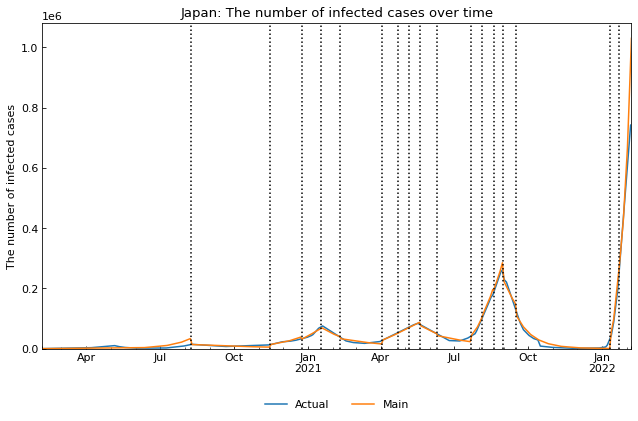 Japan: The number of infected cases over time
1e6
1.0
0.8
0.6
0.4
0.2
0.0
The number of infected cases
Apr Jul Oct Jan Apr Jul Oct Jan
2021 2022
Actual Main